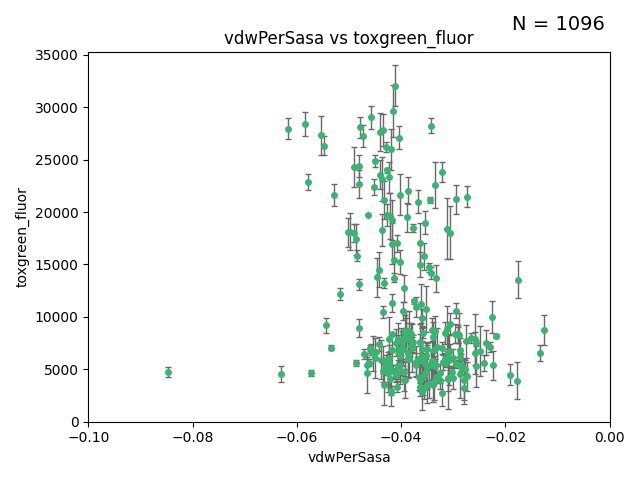 N = 1096
vdwPerSasa vs toxgreen_fluor
35000
30000
25000
20000
15000
10000
5000
0
toxgreen_fluor
−0.10 −0.08 −0.06 −0.04 −0.02 0.00
vdwPerSasa